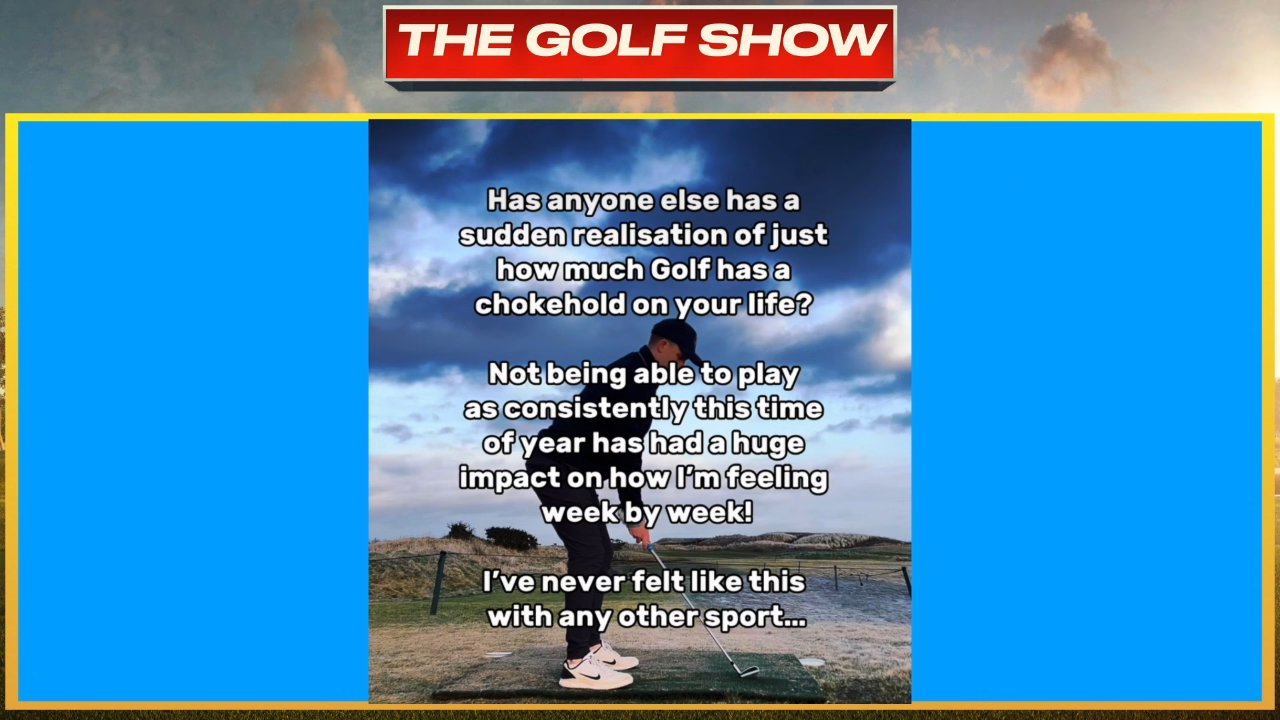 THE GOLF SHOW
Has anyone else has a
sudden realisation of just
how much Golf has a
chokehold on your life?
Not being able to play
as consistently this time
of year has had a huge
impact on how I'm feeling
week by week!
I've never felt like this
with any other sport...